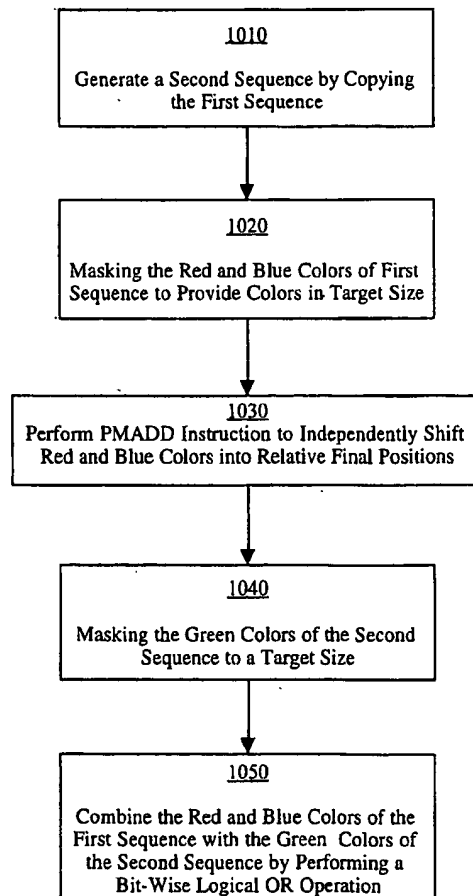 1010
Generate a Second Sequence by Copying
the First Sequence
1020
Masking the Red and Blue Colors of First
Sequence to Provide Colors in Target Size
1030
Perform PMADD Instruction to Independently Shift
Red and Blue Colors into Relative Final Positions
1040
Masking the Green Colors of the Second
Sequence to a Target Size
1050
Combine the Red and Blue Colors of the
First Sequence with the Green Colors of
the Second Sequence by Performing a
Bit-Wise Logical OR Operation